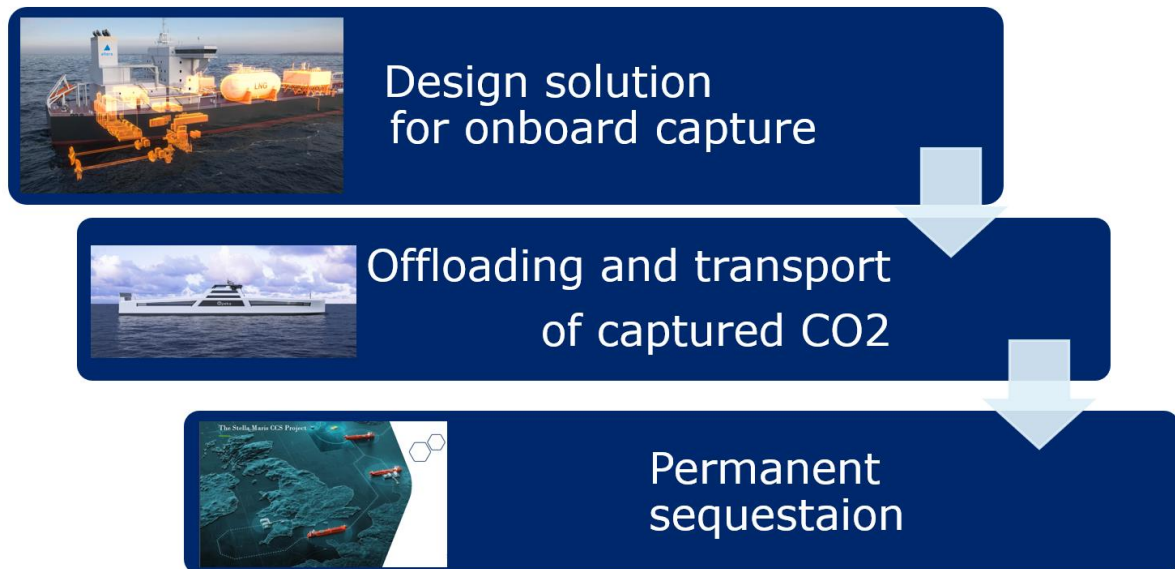 LNG
Design solution
for onboard capture
Offloading and transport
of captured CO2
The Stella Maris CCS Project
Permanent
sequestaion